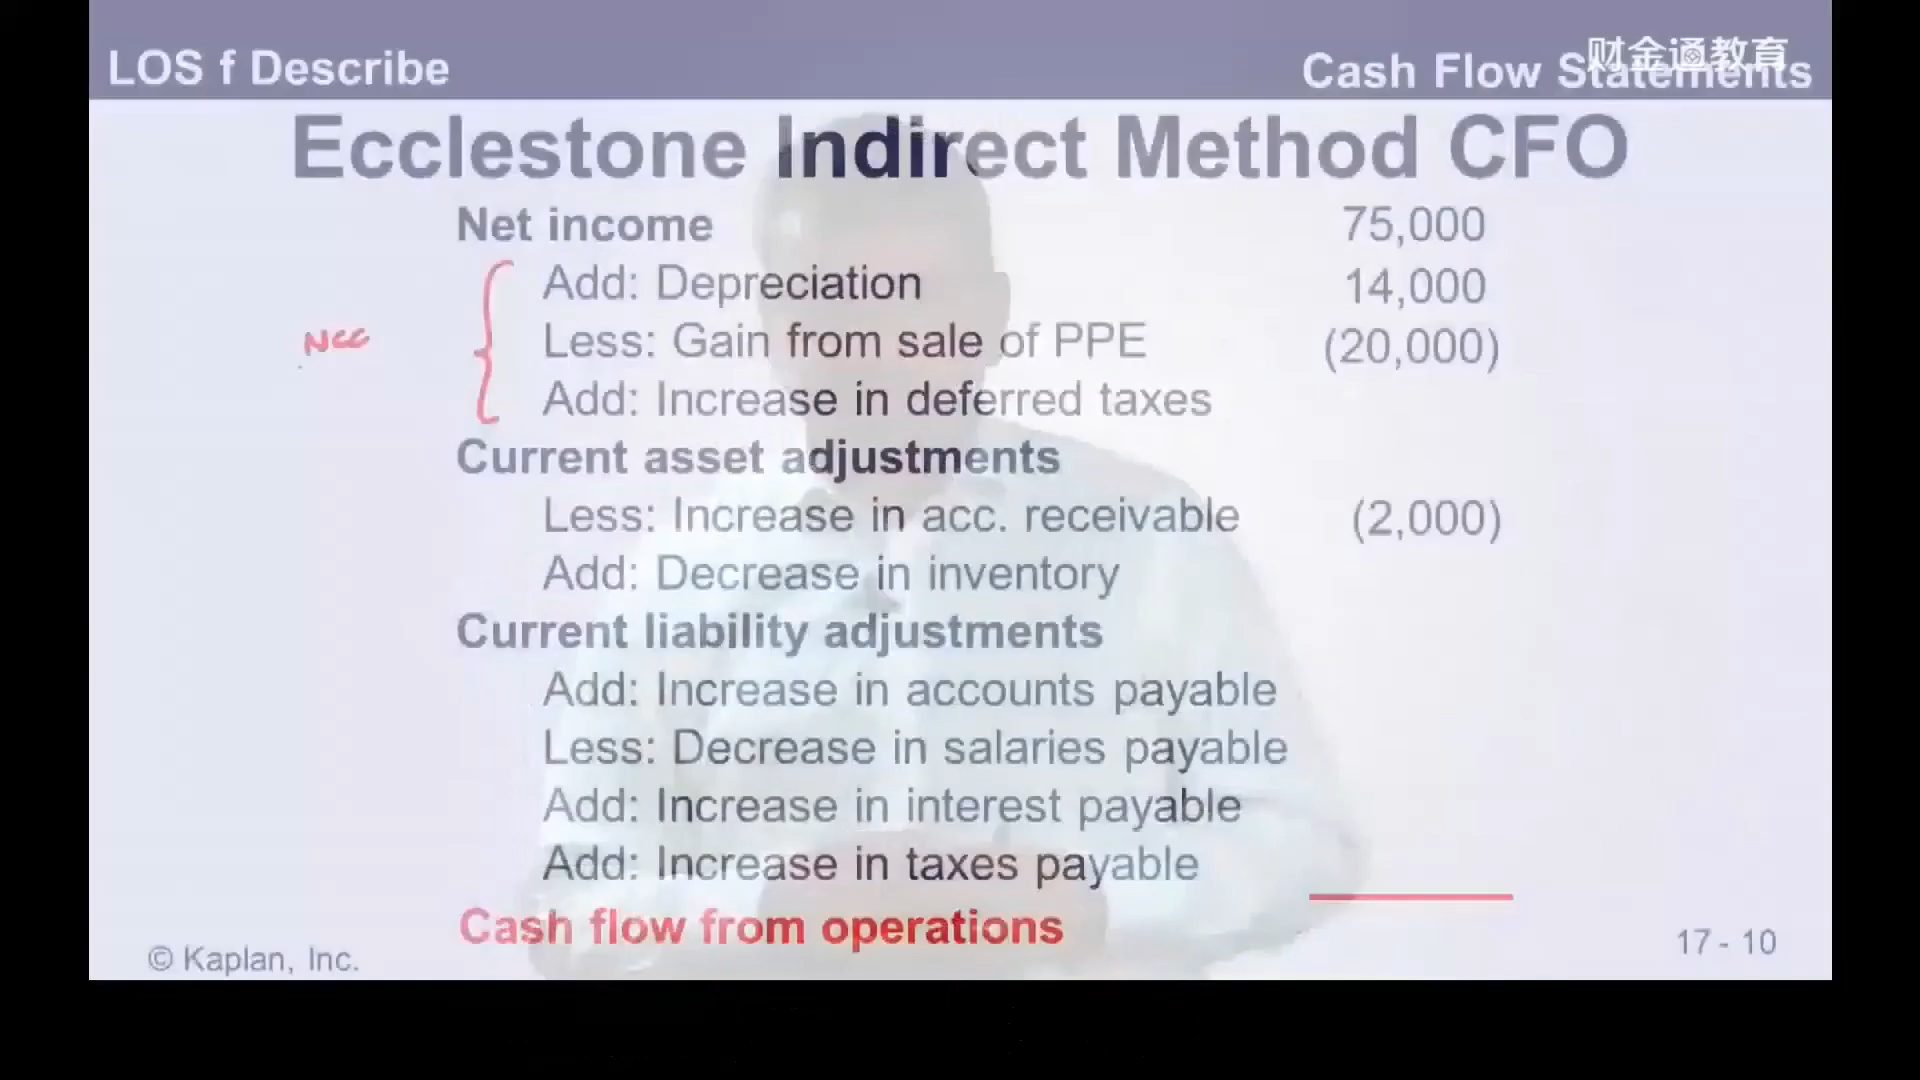 LOS f Describe
Cash Flow Statements
财金通教育
Ecclestone Indirect Method CFO
Net income 75,000
Add: Depreciation 14,000
NCC
Less: Gain from sale of PPE (20,000)
Add: Increase in deferred taxes
Current asset adjustments
Less: Increase in acc. receivable (2,000)
Add: Decrease in inventory
Current liability adjustments
Add: Increase in accounts payable
Less: Decrease in salaries payable
Add: Increase in interest payable
Add: Increase in taxes payable
Cash flow from operations
© Kaplan, Inc.
17 - 10